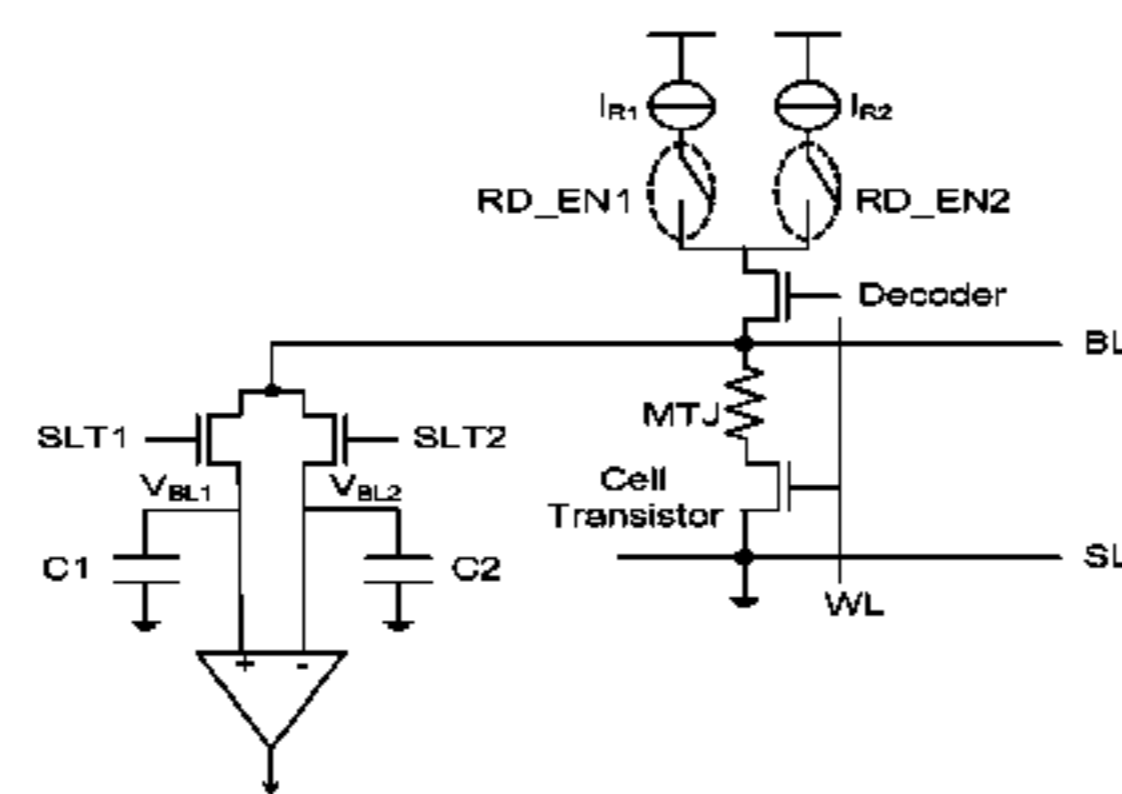 IR1
IR2
RD_EN1
RD_EN2
Decoder
BL
MTJ
SLT1
SLT2
VBL1
VBL2
Cell
Transistor
C1
C2
SL
WL
+
-